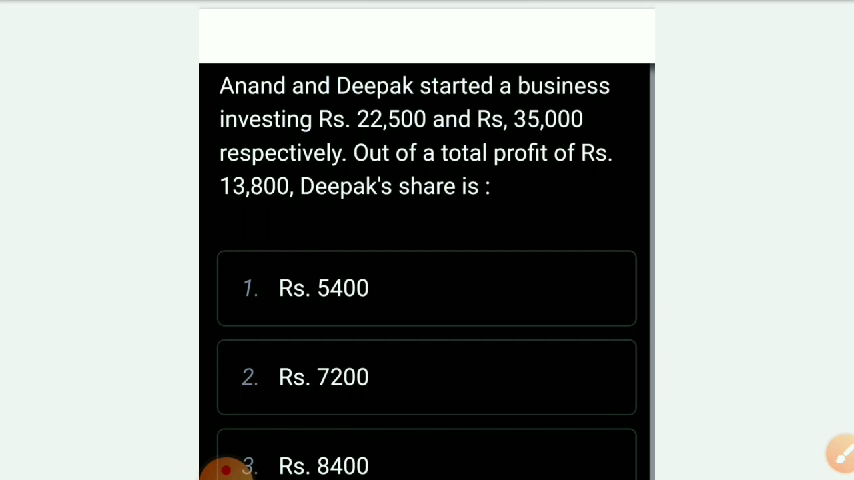 Anand and Deepak started a business
investing Rs. 22,500 and Rs, 35,000
respectively. Out of a total profit of Rs.
13,800, Deepak's share is :
1. Rs. 5400
2. Rs. 7200
3. Rs. 8400